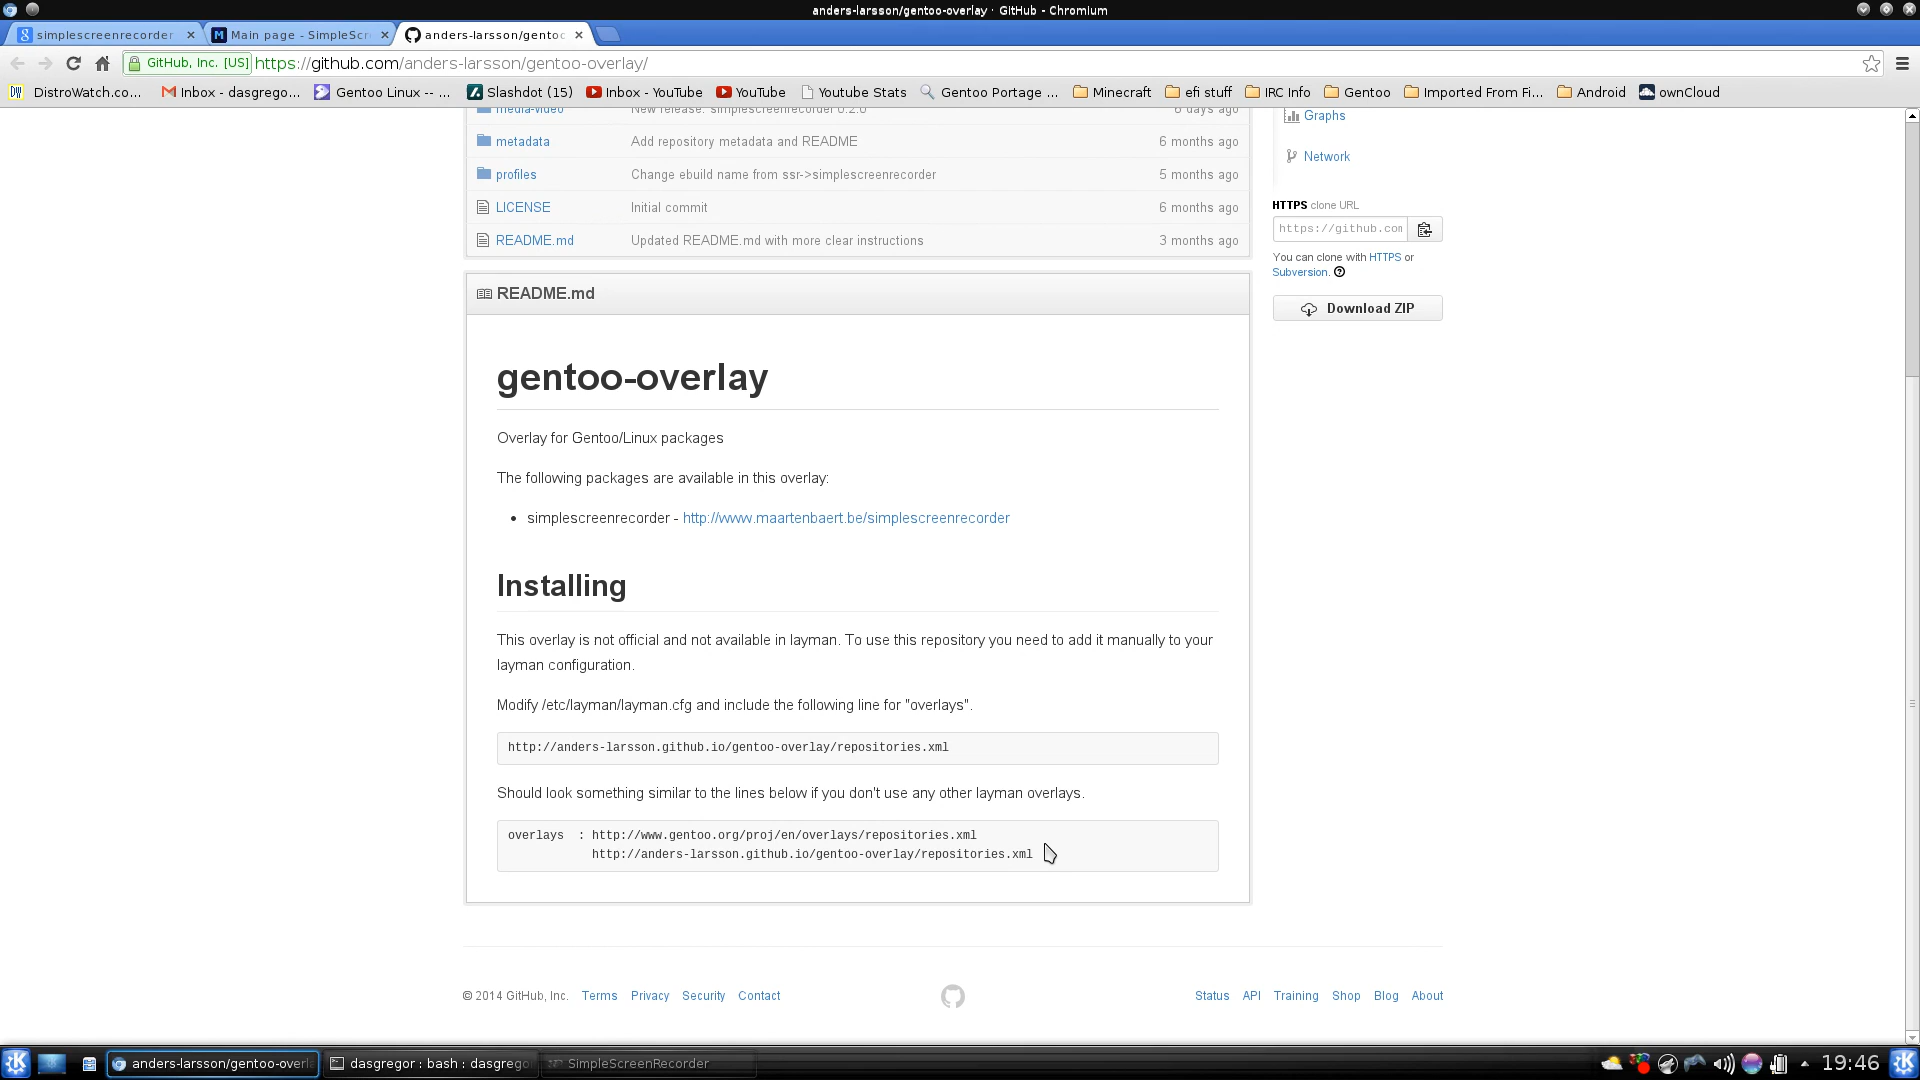 anders-larsson/gentoo-overlay · GitHub - Chromium
simplescreenrecorder
Main page - SimpleScr
anders-larsson/gentoo
GitHub, Inc. [US] https://github.com/anders-larsson/gentoo-overlay/
DistroWatch.co... Inbox - dasgrego... Gentoo Linux -- ... Slashdot (15) Inbox - YouTube YouTube Youtube Stats Gentoo Portage ... Minecraft efi stuff IRC Info Gentoo Imported From Fi... Android ownCloud
media-video New release: simplescreenrecorder 0.2.0 6 days ago
metadata Add repository metadata and README 6 months ago
profiles Change ebuild name from ssr->simplescreenrecorder 5 months ago
LICENSE Initial commit 6 months ago
README.md Updated README.md with more clear instructions 3 months ago
Graphs
Network
HTTPS clone URL
https://github.com
You can clone with HTTPS or
Subversion.
Download ZIP
README.md
gentoo-overlay
Overlay for Gentoo/Linux packages
The following packages are available in this overlay:
• simplescreenrecorder - http://www.maartenbaert.be/simplescreenrecorder
Installing
This overlay is not official and not available in layman. To use this repository you need to add it manually to your
layman configuration.
Modify /etc/layman/layman.cfg and include the following line for "overlays".
http://anders-larsson.github.io/gentoo-overlay/repositories.xml
Should look something similar to the lines below if you don't use any other layman overlays.
overlays : http://www.gentoo.org/proj/en/overlays/repositories.xml
http://anders-larsson.github.io/gentoo-overlay/repositories.xml
© 2014 GitHub, Inc. Terms Privacy Security Contact
Status API Training Shop Blog About
anders-larsson/gentoo-overl
dasgregor : bash : dasgrego
SimpleScreenRecorder
19:46